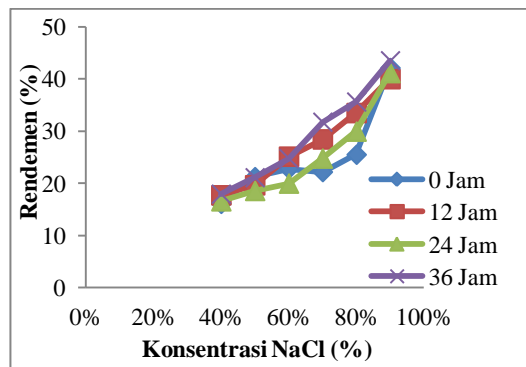 50
40
30
20
10
0
Rendemen (%)
0% 20% 40% 60% 80% 100%
Konsentrasi NaCl (%)
0 Jam
12 Jam
24 Jam
36 Jam